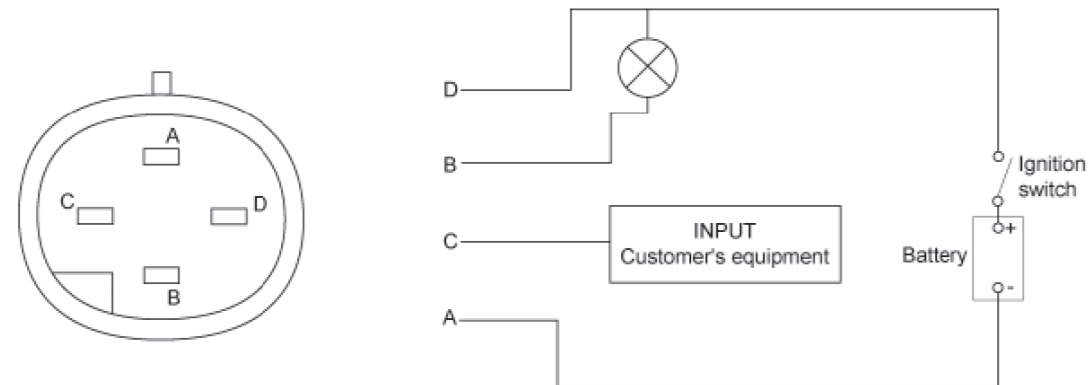 A
C
D
B
D
B
C
A
INPUT
Customer's equipment
Ignition
switch
Battery
+
-